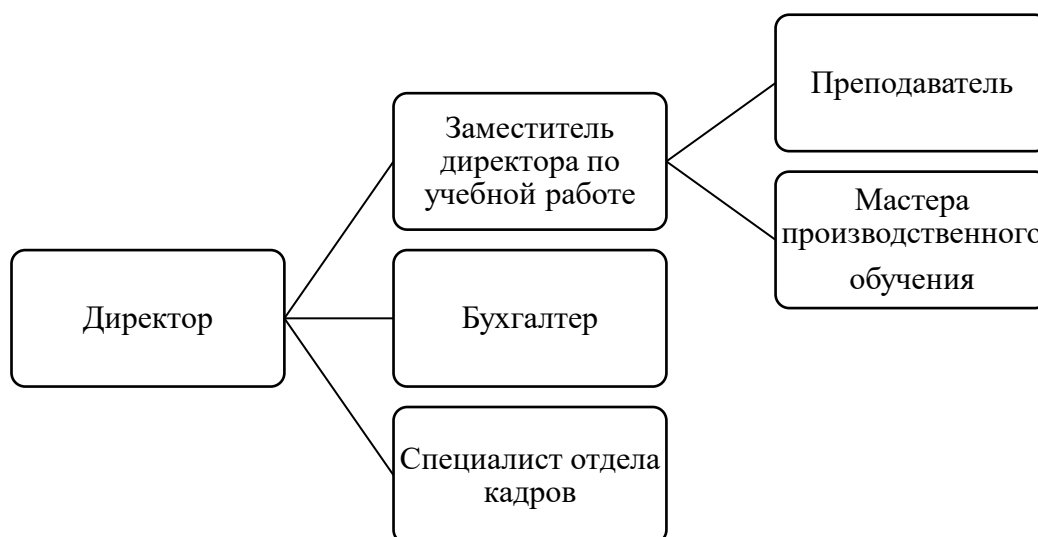 Директор
Заместитель
директора по
учебной работе
Бухгалтер
Специалист отдела
кадров
Преподаватель
Мастера
производственного
обучения